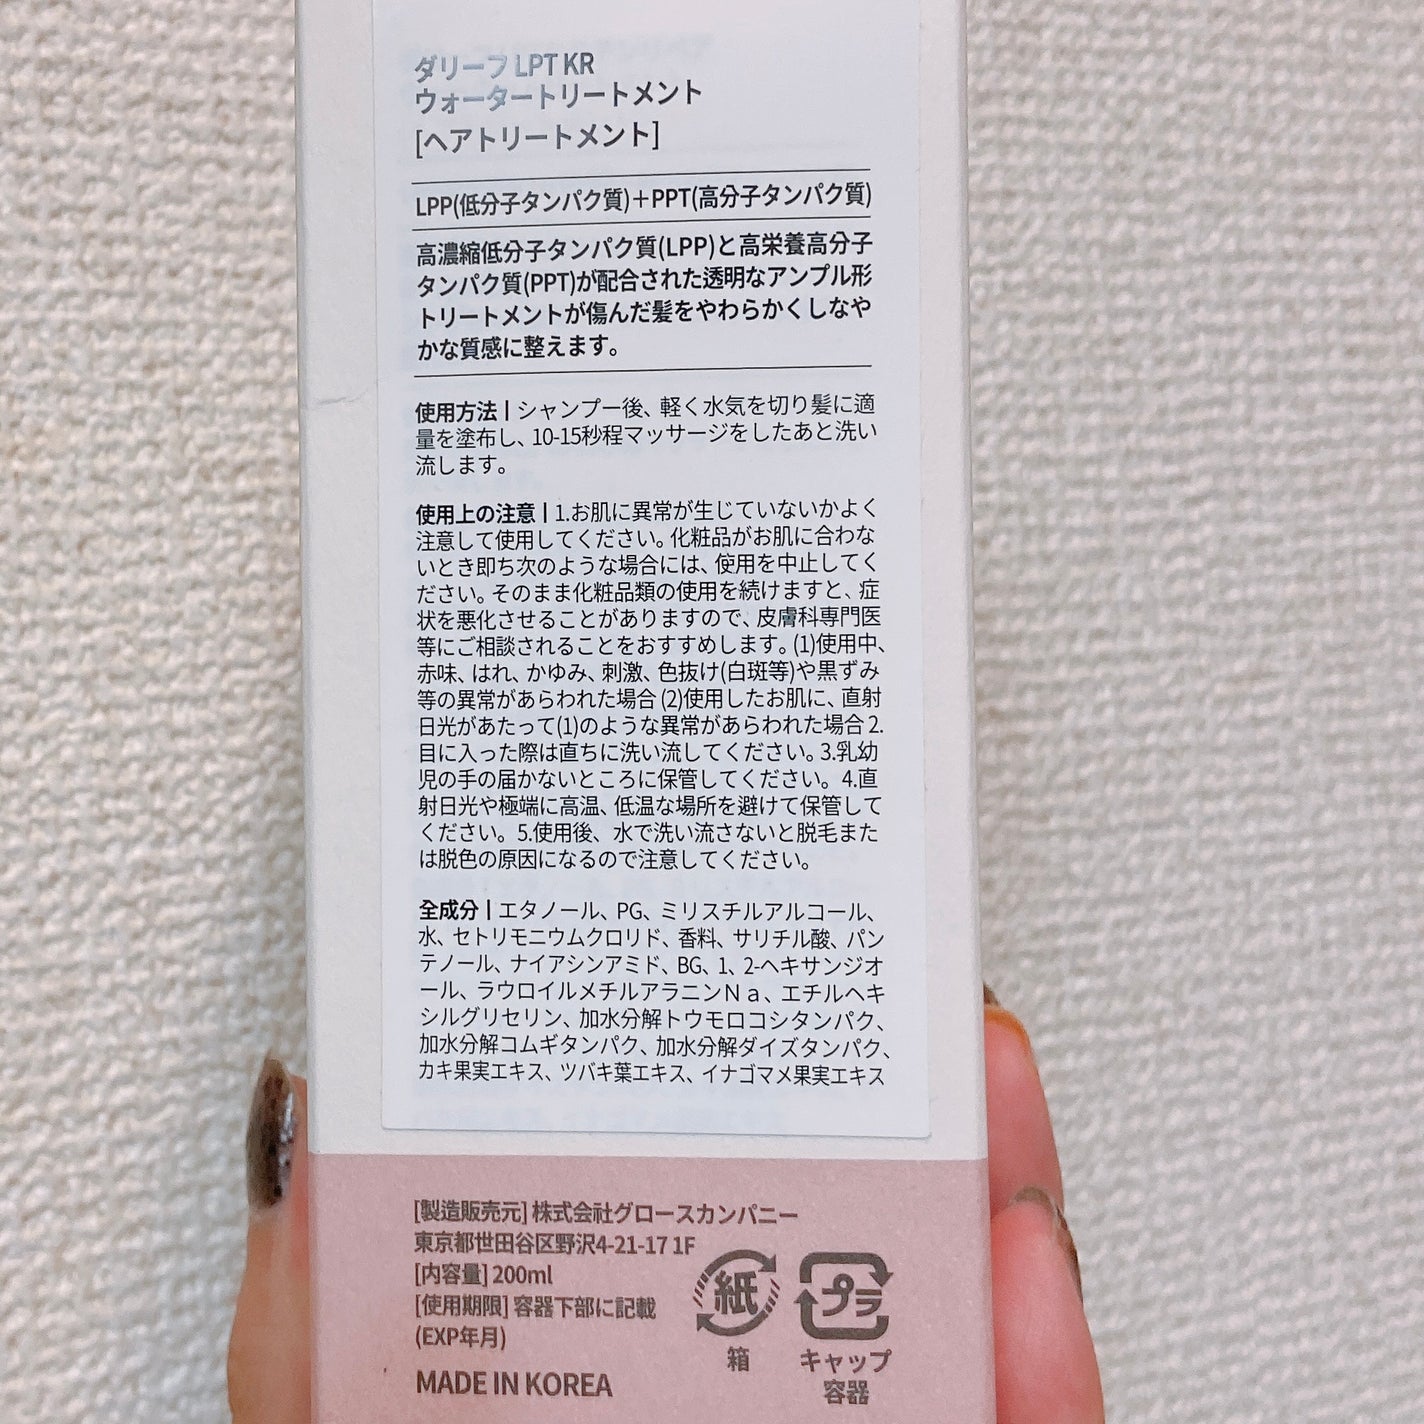 ダリーフ LPT KR
ウォータートリートメント
[ヘアトリートメント]
LPP(低分子タンパク質)＋PPT(高分子タンパク質)
高濃縮低分子タンパク質(LPP)と高栄養高分子
タンパク質(PPT)が配合された透明なアンプル形
トリートメントが傷んだ髪をやわらかくしなや
かな質感に整えます。
使用方法┃シャンプー後、軽く水気を切り髪に適
量を塗布し、10-15秒程マッサージをしたあと洗い
流します。
使用上の注意┃1.お肌に異常が生じていないかよく
注意して使用してください。化粧品がお肌に合わな
いとき即ち次のような場合には、使用を中止してく
ださい。そのまま化粧品類の使用を続けますと、症
状を悪化させることがありますので、皮膚科専門医
等にご相談されることをおすすめします。(1)使用中、
赤味、はれ、かゆみ、刺激、色抜け(白斑等)や黒ずみ
等の異常があらわれた場合 (2)使用したお肌に、直射
日光があたって(1)のような異常があらわれた場合 2.
目に入った際は直ちに洗い流してください。3.乳幼
児の手の届かないところに保管してください。4.直
射日光や極端に高温、低温な場所を避けて保管して
ください。5.使用後、水で洗い流さないと脱毛また
は脱色の原因になるので注意してください。
全成分┃エタノール、PG、ミリスチルアルコール、
水、セトリモニウムクロリド、香料、サリチル酸、パン
テノール、ナイアシンアミド、BG、1、2-ヘキサンジオ
ール、ラウロイルメチルアラニンＮａ、エチルヘキ
シルグリセリン、加水分解トウモロコシタンパク、
加水分解コムギタンパク、加水分解ダイズタンパク、
カキ果実エキス、ツバキ葉エキス、イナゴマメ果実エキス
[製造販売元] 株式会社グロースカンパニー
東京都世田谷区野沢4-21-17 1F
[内容量] 200ml
[使用期限] 容器下部に記載
(EXP年月)
MADE IN KOREA
紙
箱
プラ
キャップ
容器